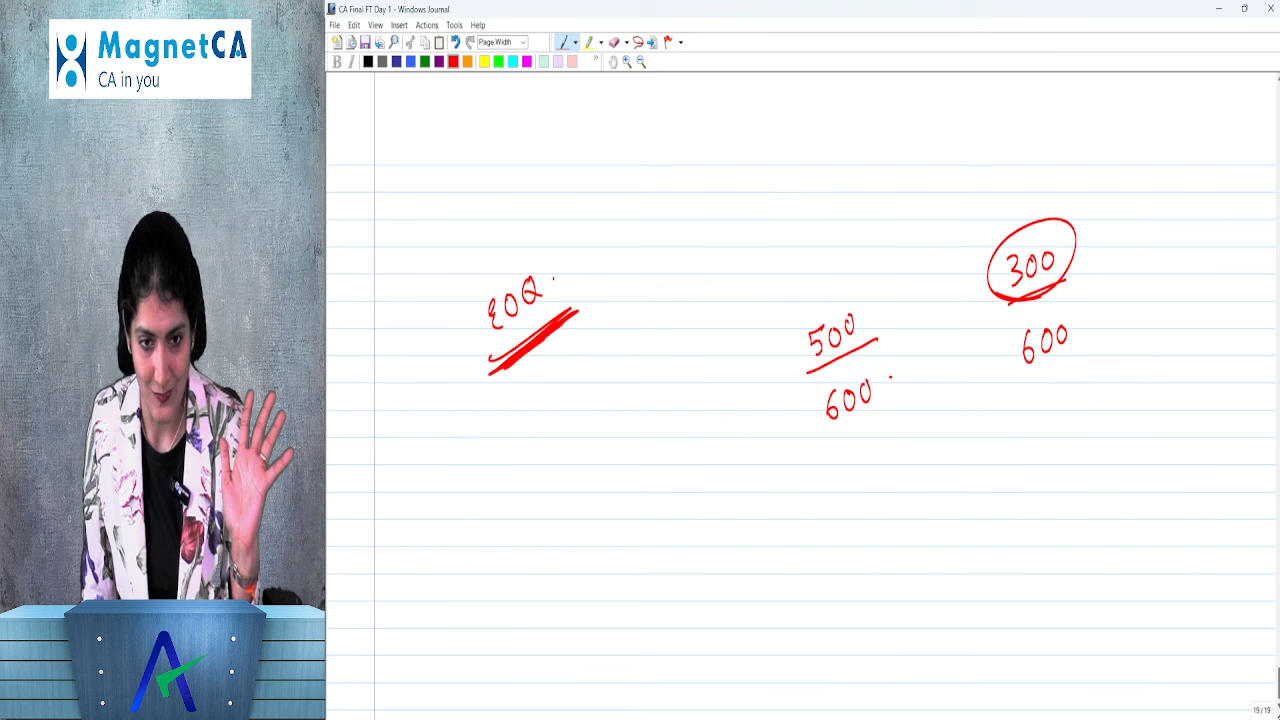 MagnetCA
CA in you
CA Final FT Day 1 - Windows Journal
File Edit View Insert Actions Tools Help
Page Width
B I
EOQ.
500
600
300
600
19/19